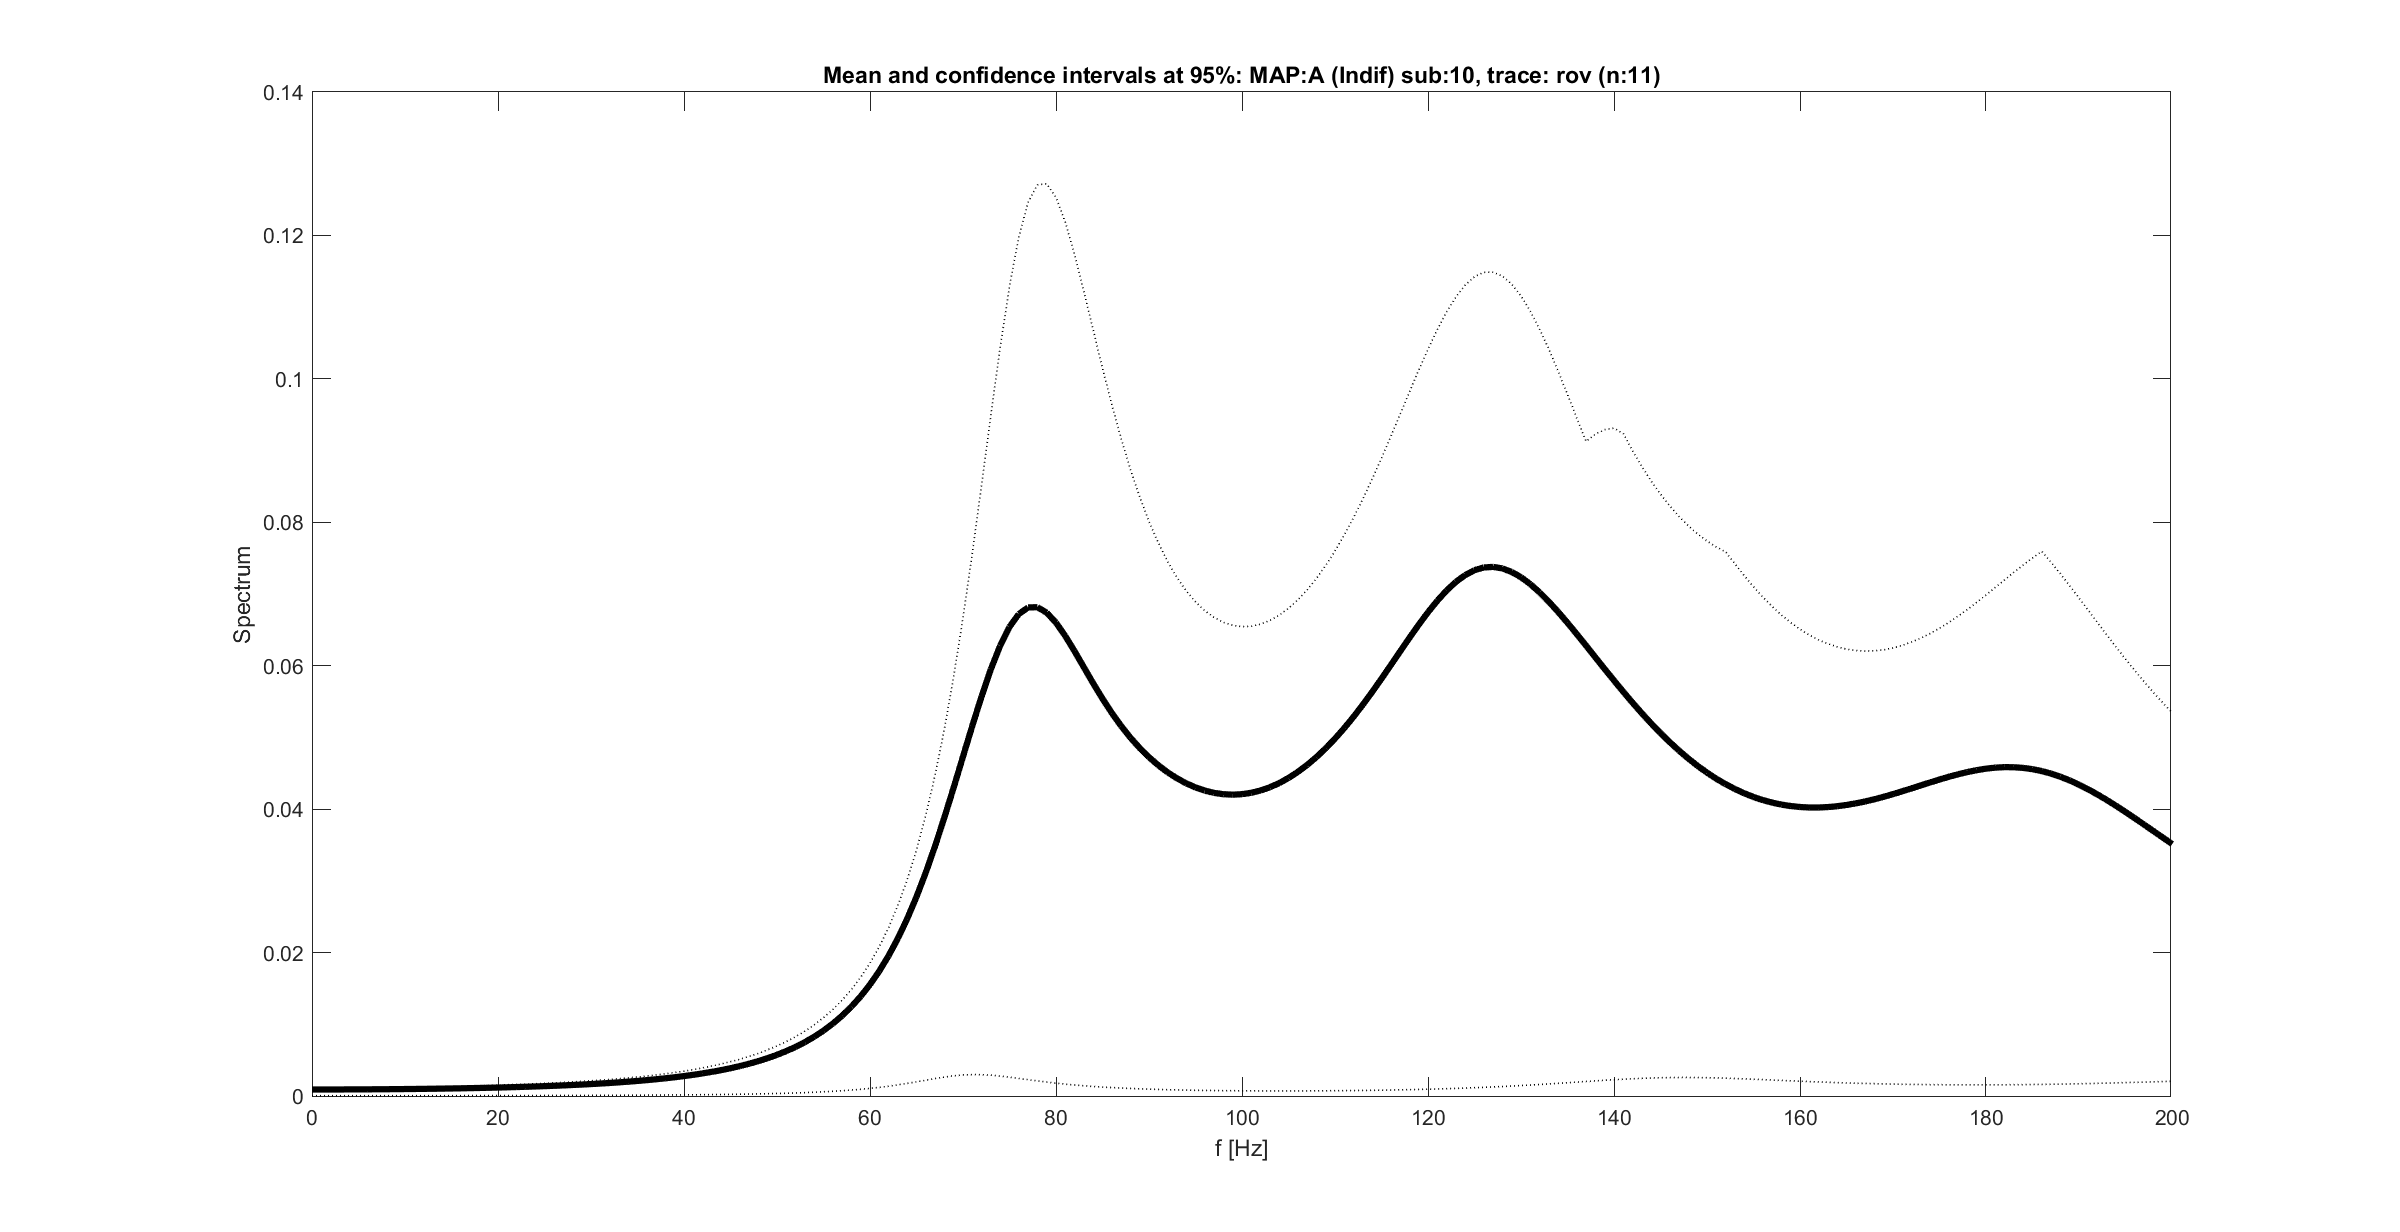 Mean and confidence intervals at 95%: MAP:A (Indif) sub:10, trace: rov (n:11)
0.14
0.12
0.1
0.08
0.06
0.04
0.02
0
Spectrum
0 20 40 60 80 100 120 140 160 180 200
f [Hz]